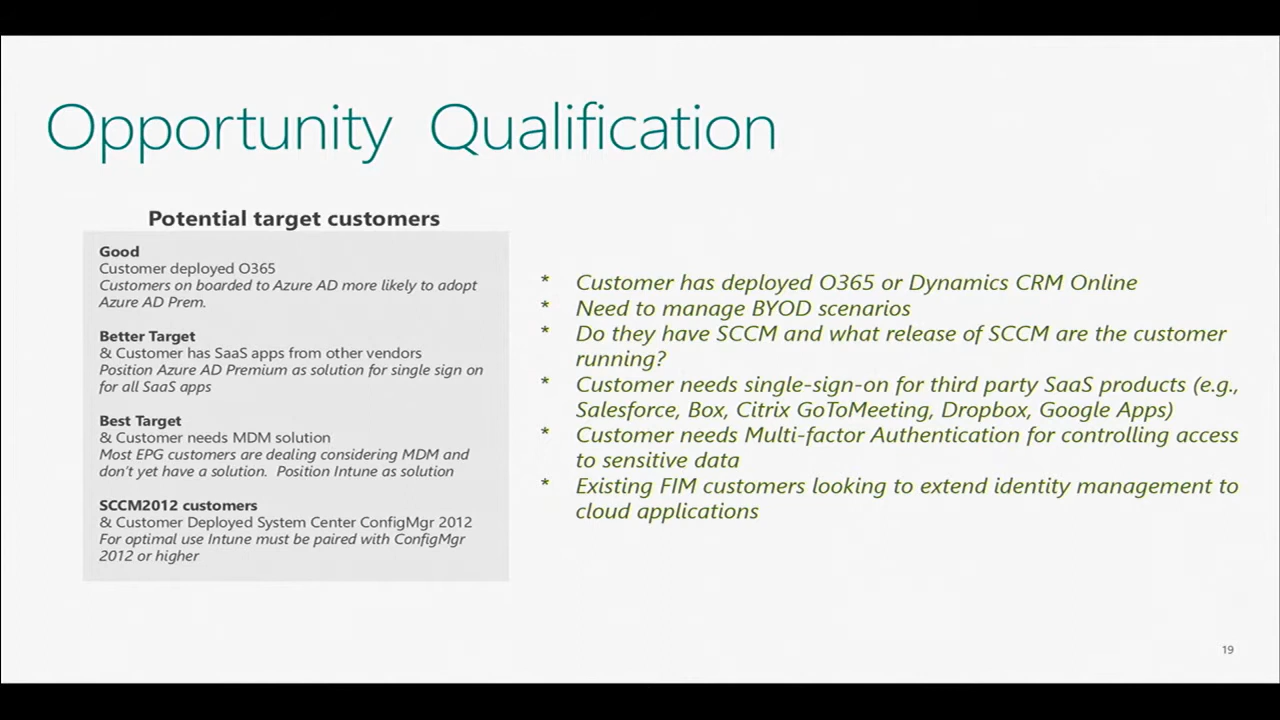 Opportunity Qualification
Potential target customers
Good
Customer deployed O365
Customers on boarded to Azure AD more likely to adopt
Azure AD Prem.
Better Target
& Customer has SaaS apps from other vendors
Position Azure AD Premium as solution for single sign on
for all SaaS apps
Best Target
& Customer needs MDM solution
Most EPG customers are dealing considering MDM and
don't yet have a solution. Position Intune as solution
SCCM2012 customers
& Customer Deployed System Center ConfigMgr 2012
For optimal use Intune must be paired with ConfigMgr
2012 or higher
* Customer has deployed O365 or Dynamics CRM Online
* Need to manage BYOD scenarios
* Do they have SCCM and what release of SCCM are the customer
running?
* Customer needs single-sign-on for third party SaaS products (e.g.,
Salesforce, Box, Citrix GoToMeeting, Dropbox, Google Apps)
* Customer needs Multi-factor Authentication for controlling access
to sensitive data
* Existing FIM customers looking to extend identity management to
cloud applications
19